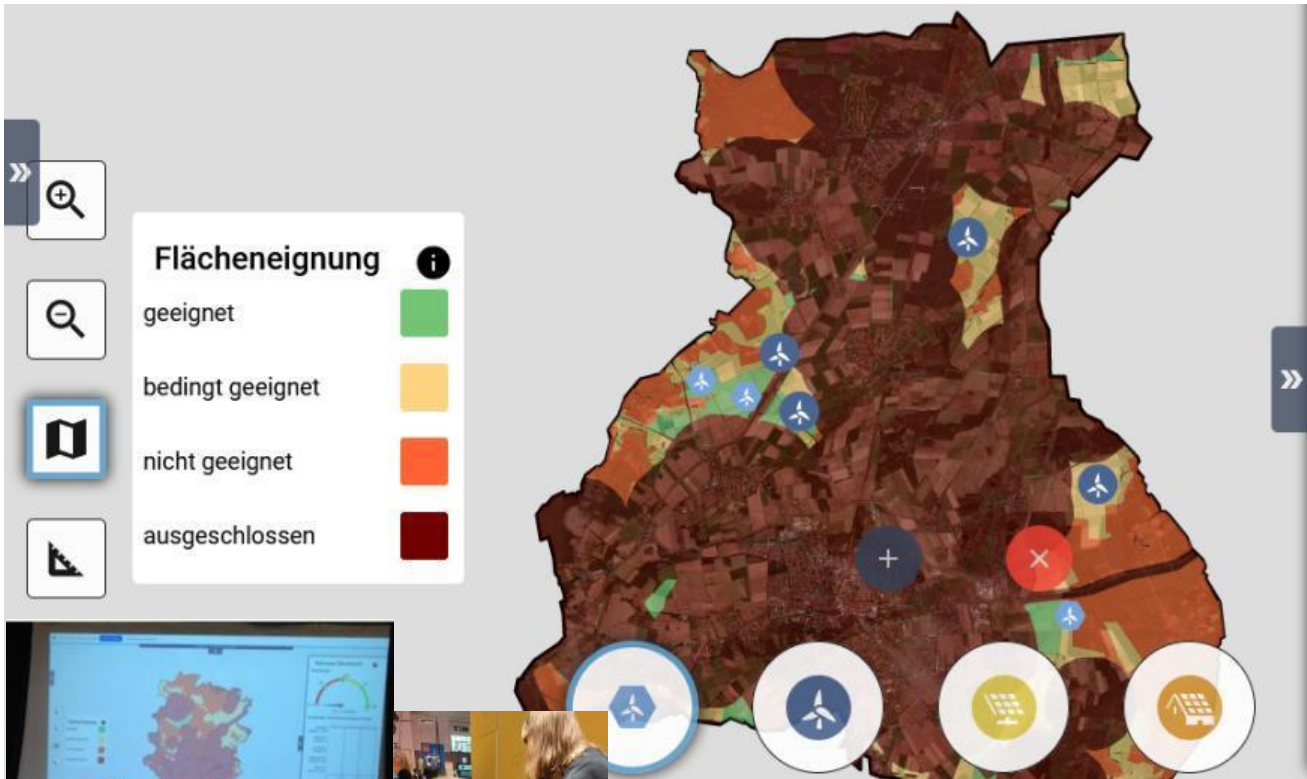 Flächeneignung
geeignet
bedingt geeignet
nicht geeignet
ausgeschlossen